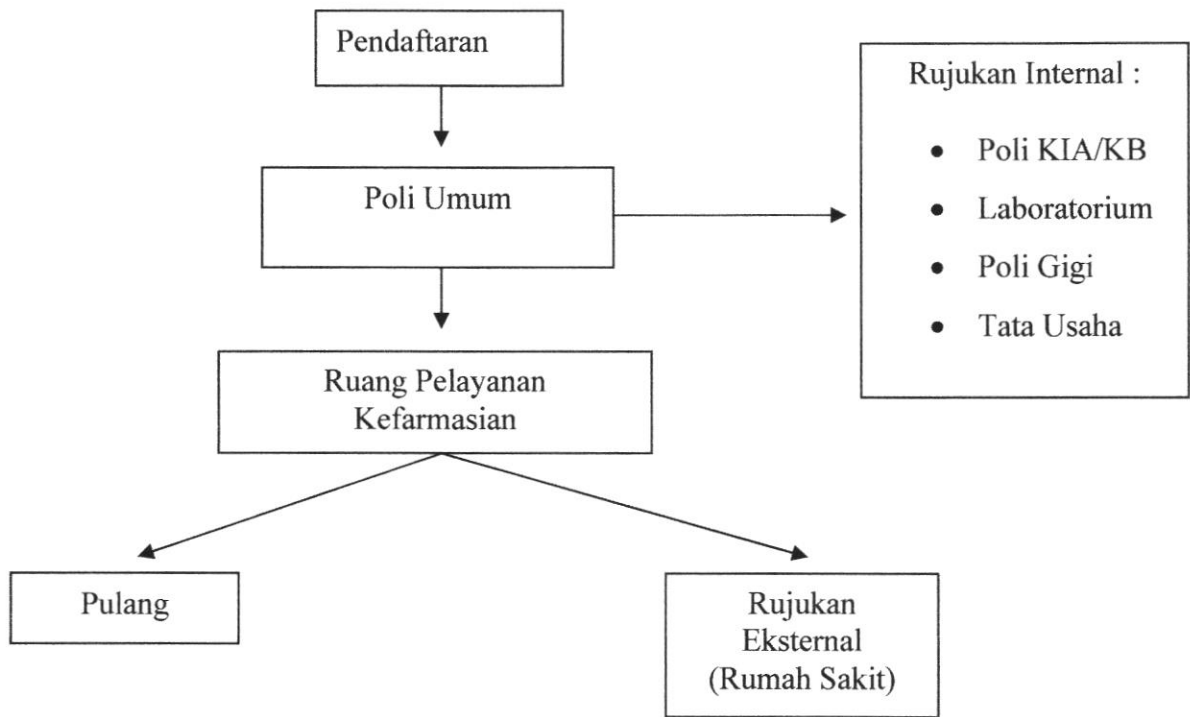 Pendaftaran
Poli Umum
Rujukan Internal :
• Poli KIA/KB
• Laboratorium
• Poli Gigi
• Tata Usaha
Ruang Pelayanan
Kefarmasian
Pulang
Rujukan
Eksternal
(Rumah Sakit)